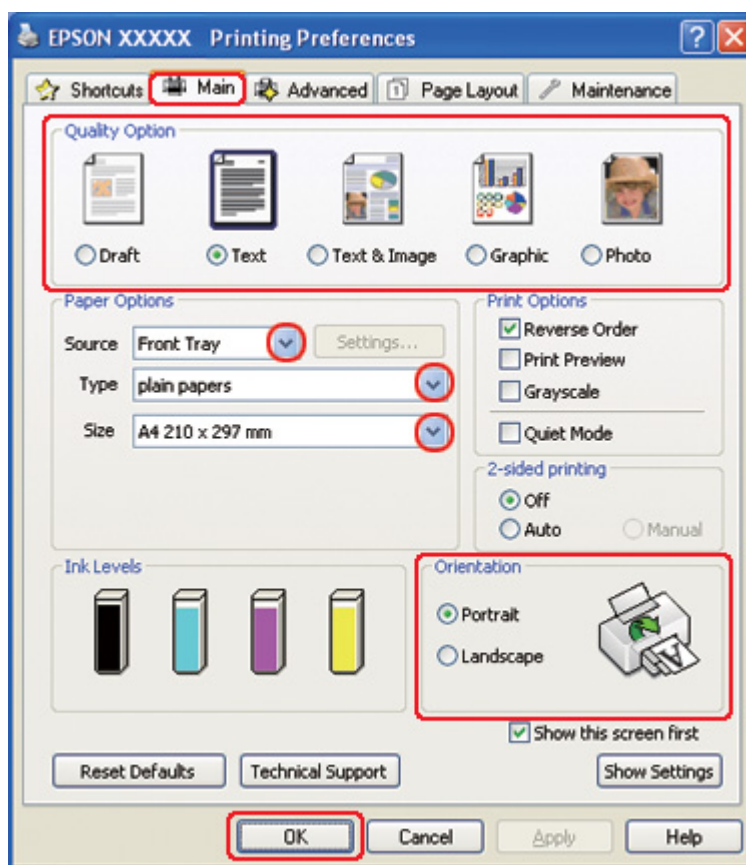 EPSON XXXXX Printing Preferences
Shortcuts Main Advanced 1 Page Layout Maintenance
Quality Option
Draft Text Text & Image Graphic Photo
Paper Options
Source Front Tray Settings...
Type plain papers
Size A4 210 x 297 mm
Print Options
Reverse Order
Print Preview
Grayscale
Quiet Mode
2-sided printing
Off
Auto Manual
Ink Levels
Orientation
Portrait
Landscape
A
Show this screen first
Reset Defaults Technical Support Show Settings
OK Cancel Apply Help